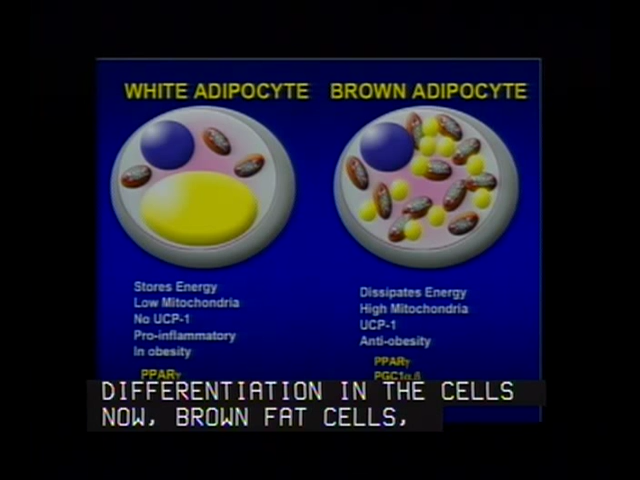 WHITE ADIPOCYTE BROWN ADIPOCYTE
Stores Energy
Low Mitochondria
No UCP-1
Pro-inflammatory
In obesity
PPARγ
Dissipates Energy
High Mitochondria
UCP-1
Anti-obesity
PPARγ
PGC1α,β
DIFFERENTIATION IN THE CELLS
NOW, BROWN FAT CELLS,